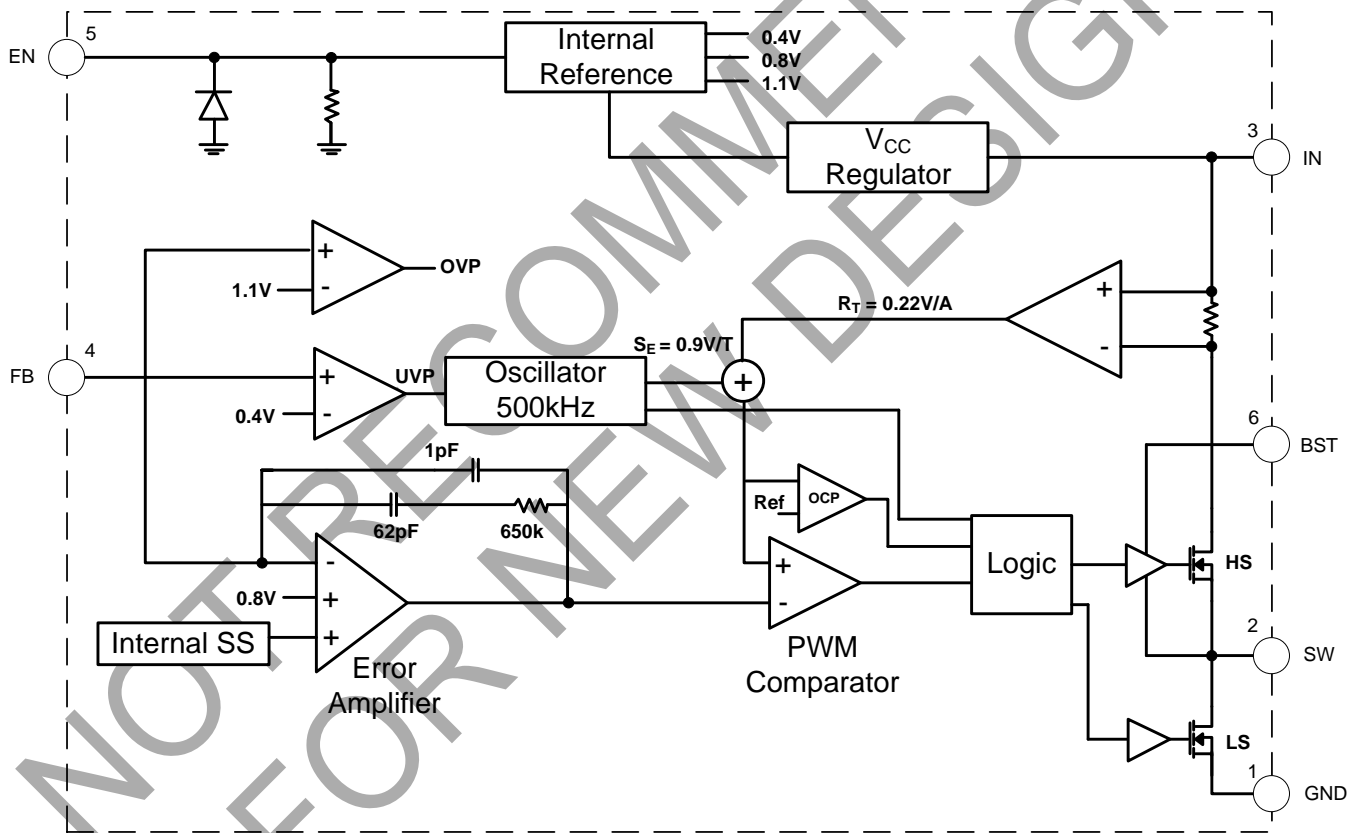 EN
5
Internal
Reference
0.4V
0.8V
1.1V
VCC
Regulator
3
IN
+
-
1.1V
OVP
RT = 0.22V/A
+
-
SE = 0.9V/T
4
FB
+
-
0.4V
UVP
Oscillator
500kHz
+
6
BST
1pF
62pF
650k
Ref
OCP
Logic
HS
-
+
+
0.8V
Internal SS
Error
Amplifier
+
-
PWM
Comparator
2
SW
LS
1
GND
NOT RECOMMEN
FOR NEW DESIGN